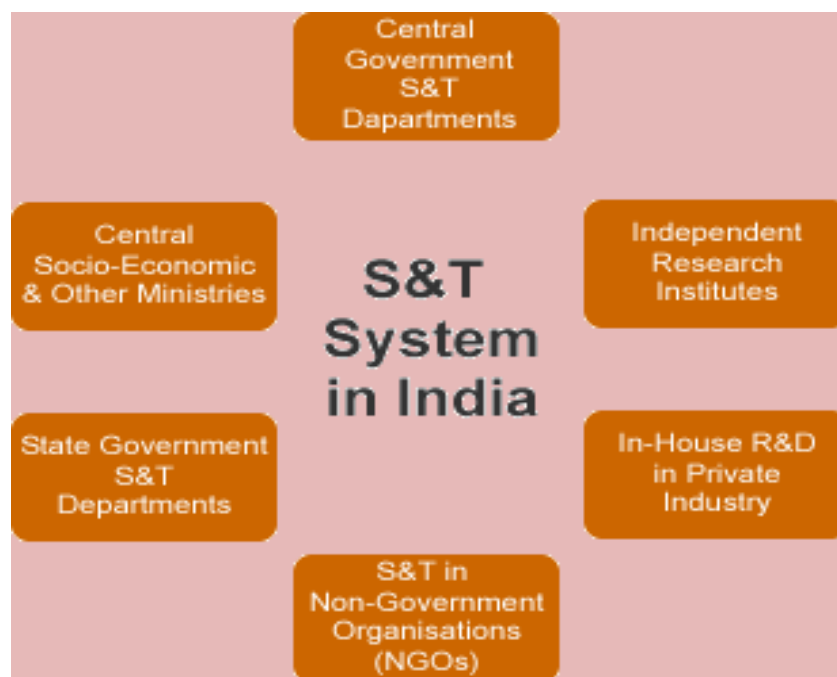 Central
Government
S&T
Dapartments
Central
Socio-Economic
& Other Ministries
Independent
Research
Institutes
S&T
System
in India
State Government
S&T
Departments
In-House R&D
in Private
Industry
S&T in
Non-Government
Organisations
(NGOs)